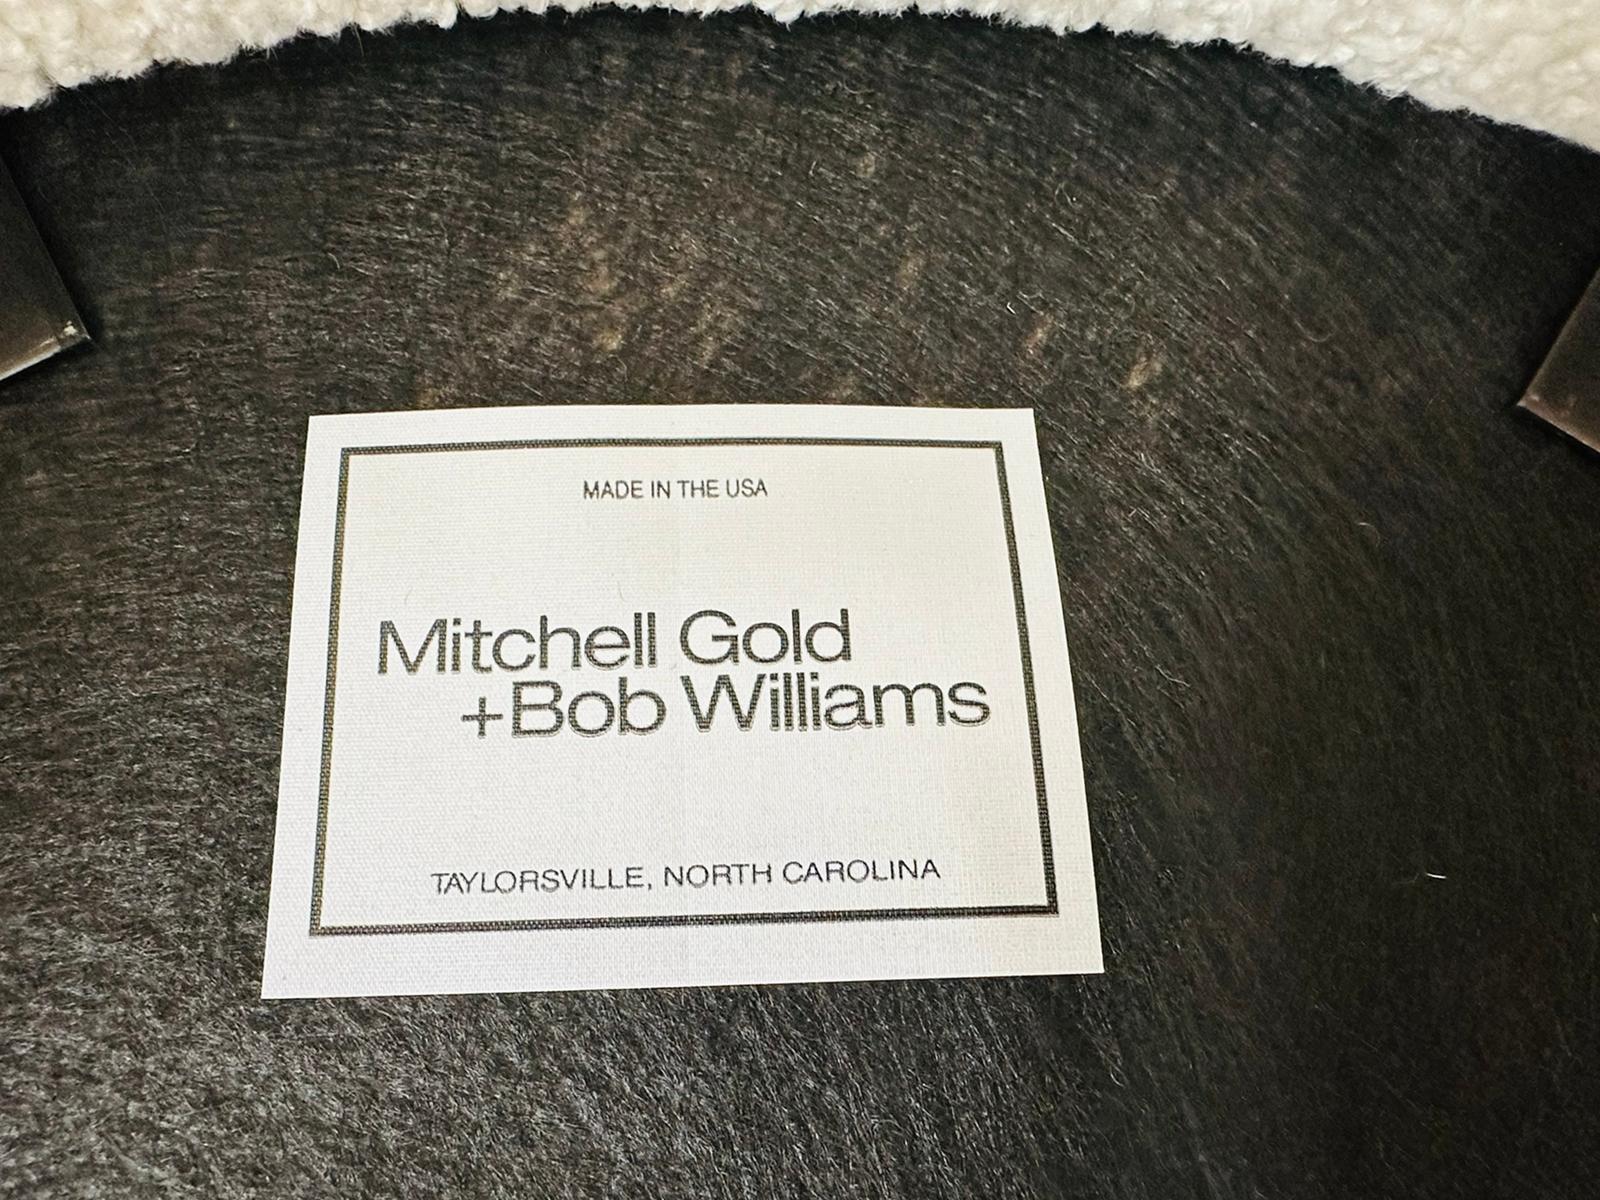 MADE IN THE USA
Mitchell Gold
+Bob Williams
TAYLORSVILLE, NORTH CAROLINA